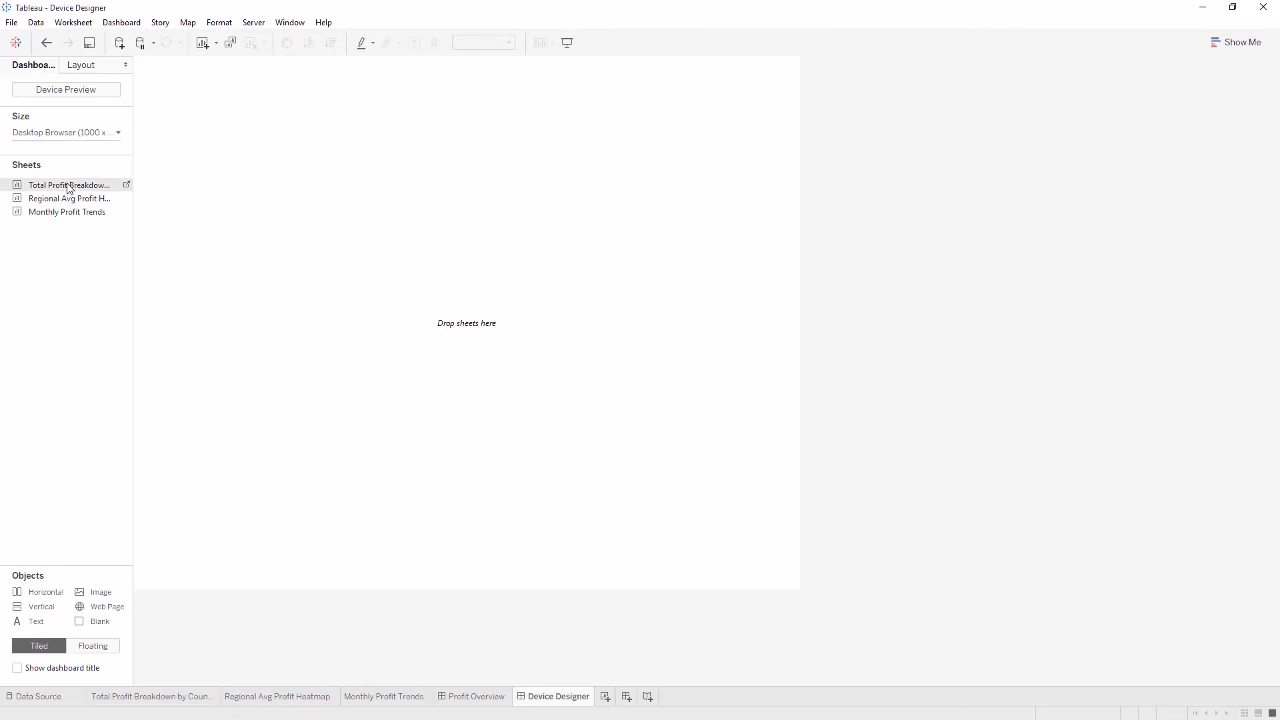 Tableau - Device Designer
File Data Worksheet Dashboard Story Map Format Server Window Help
Show Me
Dashboa... Layout
Device Preview
Size
Desktop Browser (1000 x ...
Sheets
Total Profit Breakdow...
Regional Avg Profit H...
Monthly Profit Trends
Drop sheets here
Objects
Horizontal Image
Vertical Web Page
A Text Blank
Tiled Floating
Show dashboard title
Data Source Total Profit Breakdown by Coun... Regional Avg Profit Heatmap Monthly Profit Trends Profit Overview Device Designer